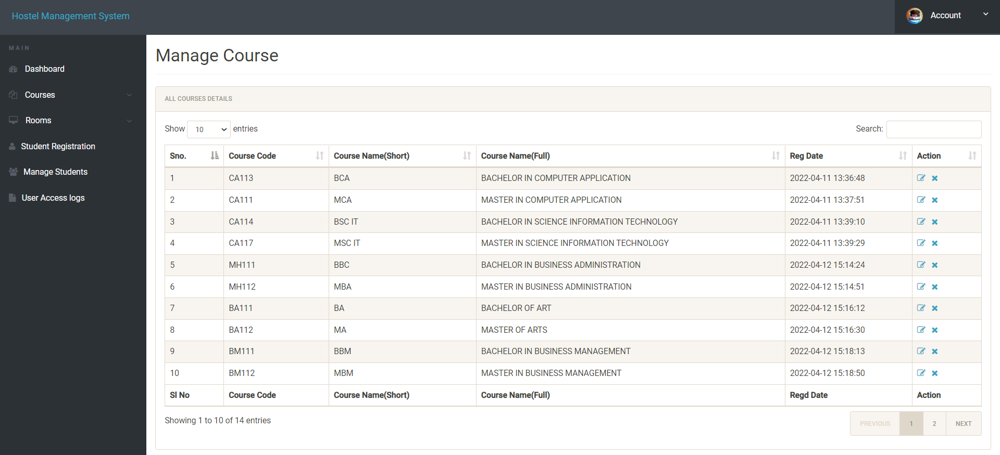 Hostel Management System
Account
MAIN
Dashboard
Courses
Rooms
Student Registration
Manage Students
User Access logs
Manage Course
ALL COURSES DETAILS
Show 10 entries Search:
Sno. Course Code Course Name(Short) Course Name(Full) Reg Date Action
1 CA113 BCA BACHELOR IN COMPUTER APPLICATION 2022-04-11 13:36:48
2 CA111 MCA MASTER IN COMPUTER APPLICATION 2022-04-11 13:37:51
3 CA114 BSC IT BACHELOR IN SCIENCE INFORMATION TECHNOLOGY 2022-04-11 13:39:10
4 CA117 MSC IT MASTER IN SCIENCE INFORMATION TECHNOLOGY 2022-04-11 13:39:29
5 MH111 BBC BACHELOR IN BUSINESS ADMINISTRATION 2022-04-12 15:14:24
6 MH112 MBA MASTER IN BUSINESS ADMINISTRATION 2022-04-12 15:14:51
7 BA111 BA BACHELOR OF ART 2022-04-12 15:16:12
8 BA112 MA MASTER OF ARTS 2022-04-12 15:16:30
9 BM111 BBM BACHELOR IN BUSINESS MANAGEMENT 2022-04-12 15:18:13
10 BM112 MBM MASTER IN BUSINESS MANAGEMENT 2022-04-12 15:18:50
Sl No Course Code Course Name(Short) Course Name(Full) Regd Date Action
Showing 1 to 10 of 14 entries
PREVIOUS 1 2 NEXT